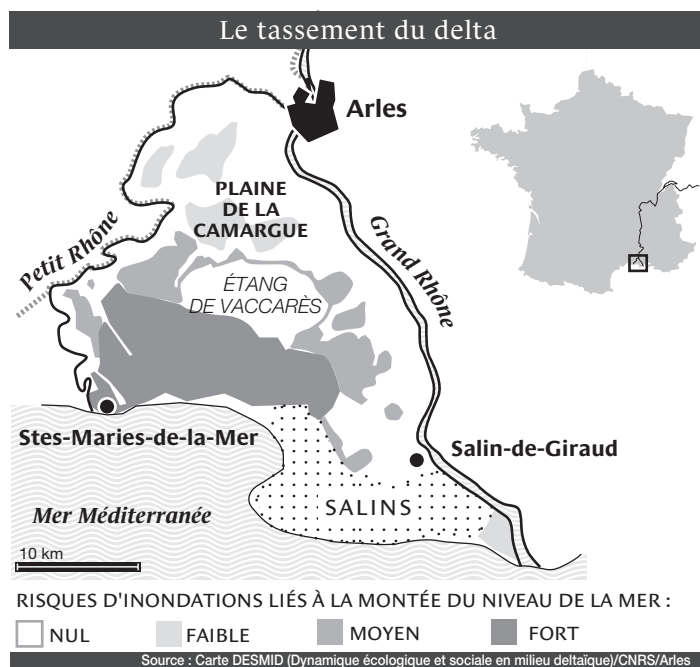 Le tassement du delta
Arles
PLAINE
DE LA
CAMARGUE
Petit Rhône
Grand Rhône
ÉTANG
DE VACCARÈS
Stes-Maries-de-la-Mer
Salin-de-Giraud
SALINS
Mer Méditerranée
10 km
RISQUES D'INONDATIONS LIÉS À LA MONTÉE DU NIVEAU DE LA MER :
NUL FAIBLE MOYEN FORT
Source : Carte DESMID (Dynamique écologique et sociale en milieu deltaïque)/CNRS/Arles